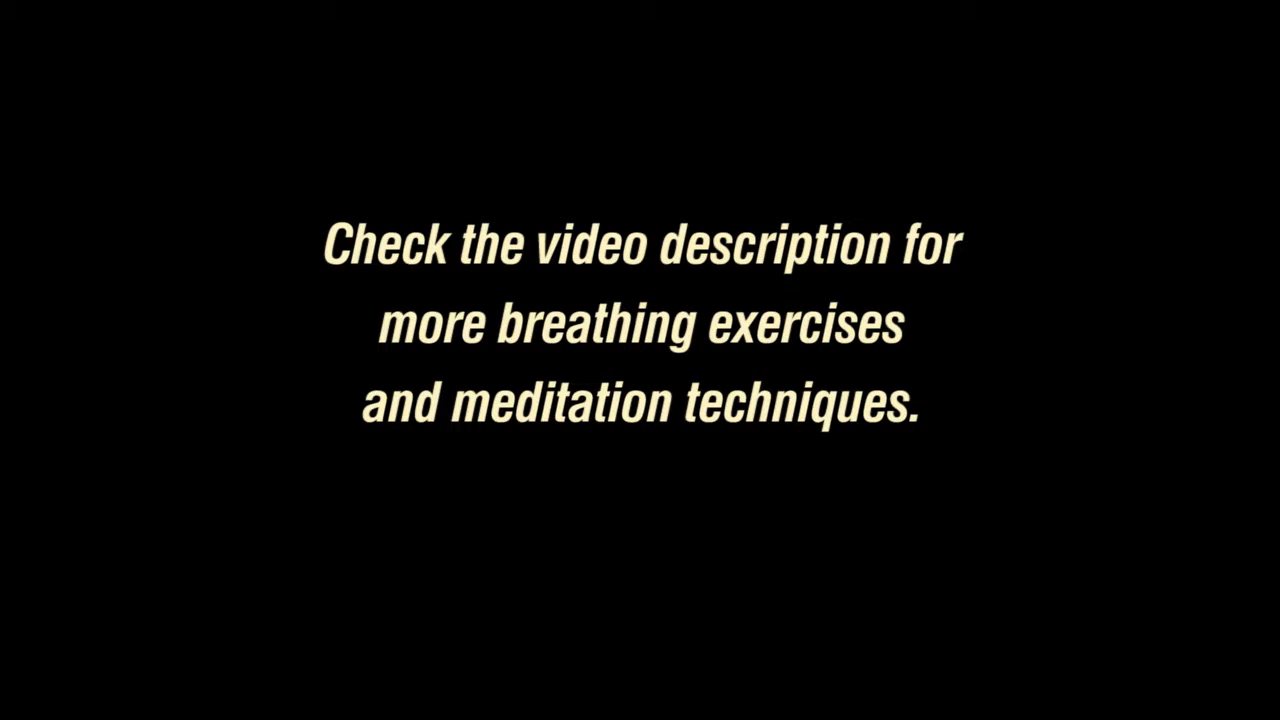 Check the video description for
more breathing exercises
and meditation techniques.